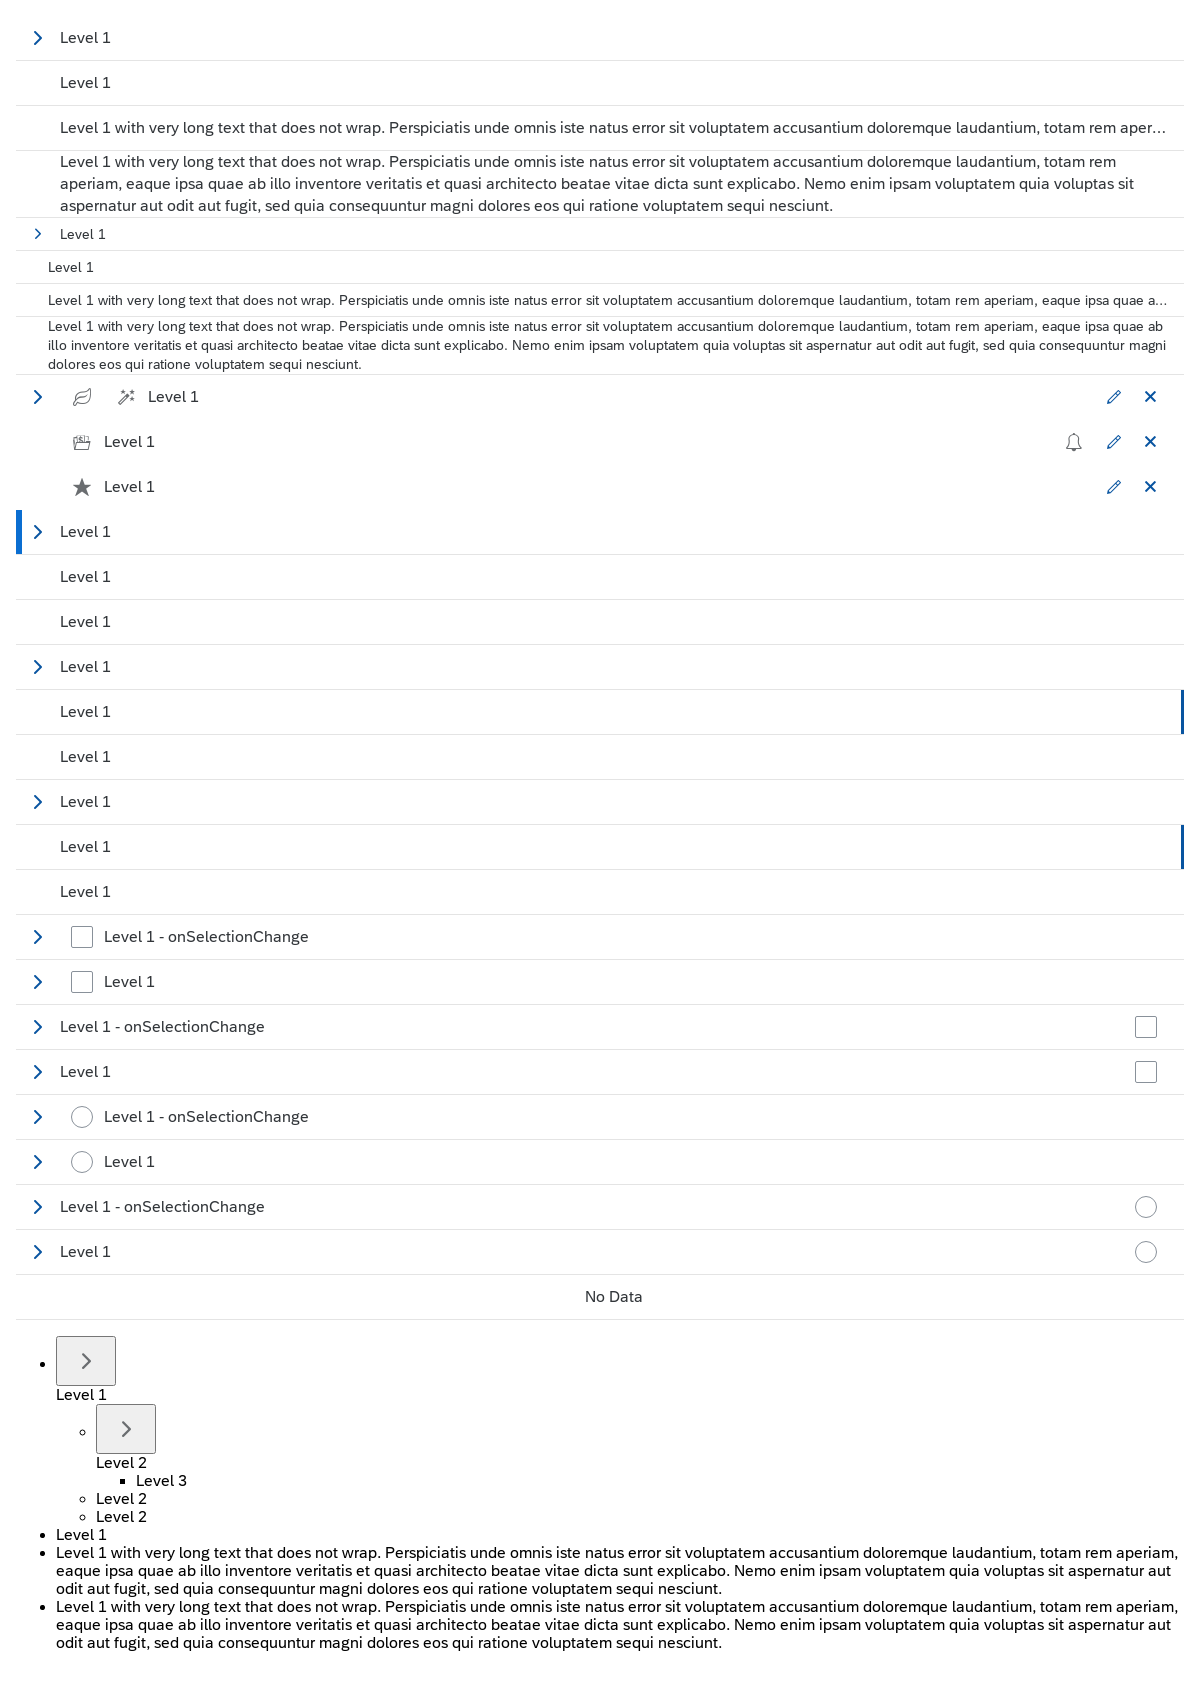 Level 1
Level 1
Level 1 with very long text that does not wrap. Perspiciatis unde omnis iste natus error sit voluptatem accusantium doloremque laudantium, totam rem aper...
Level 1 with very long text that does not wrap. Perspiciatis unde omnis iste natus error sit voluptatem accusantium doloremque laudantium, totam rem
aperiam, eaque ipsa quae ab illo inventore veritatis et quasi architecto beatae vitae dicta sunt explicabo. Nemo enim ipsam voluptatem quia voluptas sit
aspernatur aut odit aut fugit, sed quia consequuntur magni dolores eos qui ratione voluptatem sequi nesciunt.
Level 1
Level 1
Level 1 with very long text that does not wrap. Perspiciatis unde omnis iste natus error sit voluptatem accusantium doloremque laudantium, totam rem aperiam, eaque ipsa quae a...
Level 1 with very long text that does not wrap. Perspiciatis unde omnis iste natus error sit voluptatem accusantium doloremque laudantium, totam rem aperiam, eaque ipsa quae ab
illo inventore veritatis et quasi architecto beatae vitae dicta sunt explicabo. Nemo enim ipsam voluptatem quia voluptas sit aspernatur aut odit aut fugit, sed quia consequuntur magni
dolores eos qui ratione voluptatem sequi nesciunt.
Level 1
Level 1
Level 1
Level 1
Level 1
Level 1
Level 1
Level 1
Level 1
Level 1
Level 1
Level 1
Level 1 - onSelectionChange
Level 1
Level 1 - onSelectionChange
Level 1
Level 1 - onSelectionChange
Level 1
Level 1 - onSelectionChange
Level 1
No Data
Level 1
Level 2
Level 3
Level 2
Level 2
Level 1
Level 1 with very long text that does not wrap. Perspiciatis unde omnis iste natus error sit voluptatem accusantium doloremque laudantium, totam rem aperiam,
eaque ipsa quae ab illo inventore veritatis et quasi architecto beatae vitae dicta sunt explicabo. Nemo enim ipsam voluptatem quia voluptas sit aspernatur aut
odit aut fugit, sed quia consequuntur magni dolores eos qui ratione voluptatem sequi nesciunt.
Level 1 with very long text that does not wrap. Perspiciatis unde omnis iste natus error sit voluptatem accusantium doloremque laudantium, totam rem aperiam,
eaque ipsa quae ab illo inventore veritatis et quasi architecto beatae vitae dicta sunt explicabo. Nemo enim ipsam voluptatem quia voluptas sit aspernatur aut
odit aut fugit, sed quia consequuntur magni dolores eos qui ratione voluptatem sequi nesciunt.